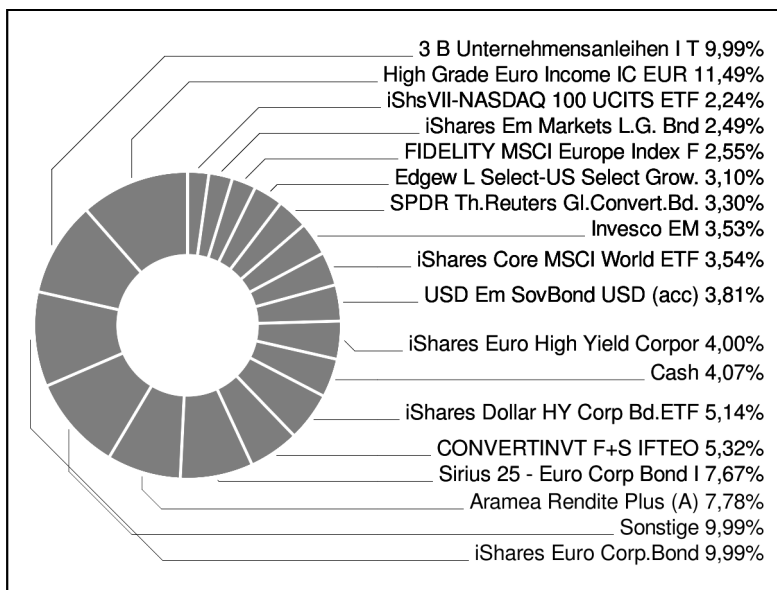 3 B Unternehmensanleihen I T 9,99%
High Grade Euro Income IC EUR 11,49%
iShsVII-NASDAQ 100 UCITS ETF 2,24%
iShares Em Markets L.G. Bnd 2,49%
FIDELITY MSCI Europe Index F 2,55%
Edgew L Select-US Select Grow. 3,10%
SPDR Th.Reuters Gl.Convert.Bd. 3,30%
Invesco EM 3,53%
iShares Core MSCI World ETF 3,54%
USD Em SovBond USD (acc) 3,81%
iShares Euro High Yield Corpor 4,00%
Cash 4,07%
iShares Dollar HY Corp Bd.ETF 5,14%
CONVERTINVT F+S IFTEO 5,32%
Sirius 25 - Euro Corp Bond I 7,67%
Aramea Rendite Plus (A) 7,78%
Sonstige 9,99%
iShares Euro Corp.Bond 9,99%